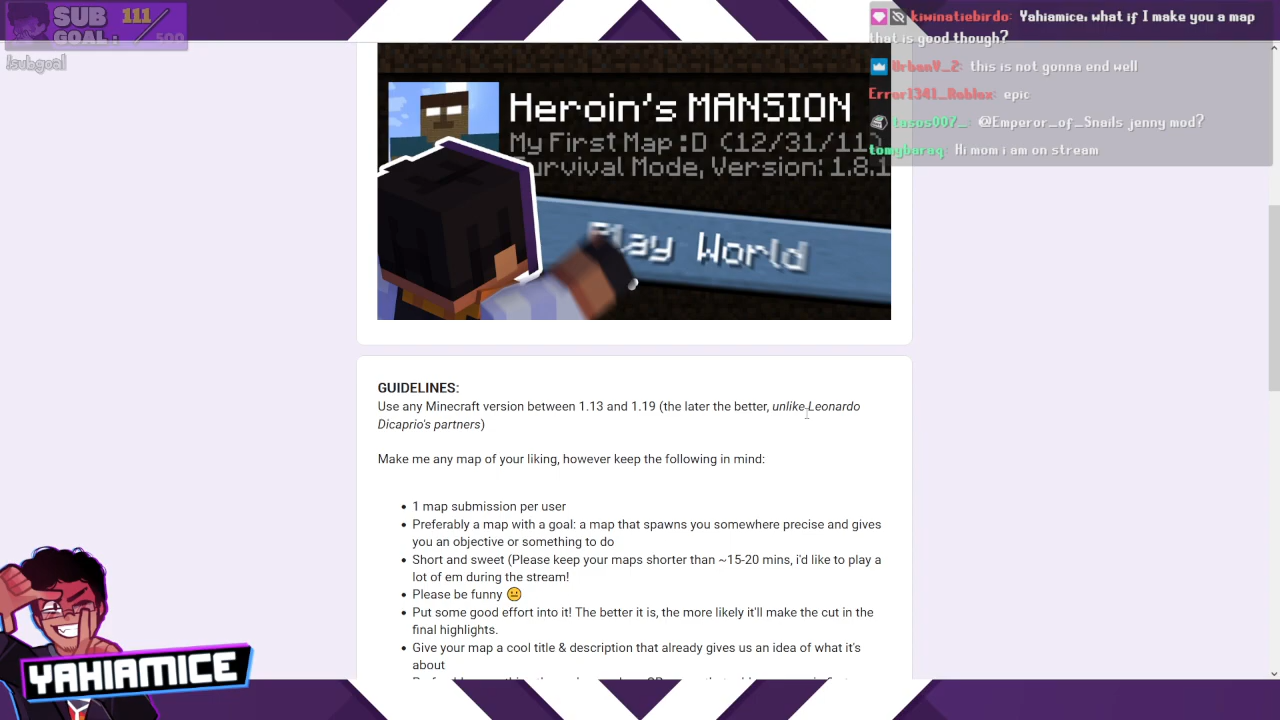 SUB 111/500
GOAL :
!subgoal
kiwinatiebirdo: Yahiamice, what if I make you a map
that is good though?
UrbanV_2: this is not gonna end well
Error1341_Roblox: epic
@Emperor_of_Snails jenny mod?
tomybaraq: Hi mom i am on stream
Heroin's MANSION
My First Map :D (12/31/11)
Survival Mode, Version: 1.8.1
Play World
GUIDELINES:
Use any Minecraft version between 1.13 and 1.19 (the later the better, unlike Leonardo
Dicaprio's partners)
Make me any map of your liking, however keep the following in mind:
• 1 map submission per user
• Preferably a map with a goal: a map that spawns you somewhere precise and gives
you an objective or something to do
• Short and sweet (Please keep your maps shorter than ~15-20 mins, i'd like to play a
lot of em during the stream!
• Please be funny 😐
• Put some good effort into it! The better it is, the more likely it'll make the cut in the
final highlights.
• Give your map a cool title & description that already gives us an idea of what it's
about
YAHIAMICE